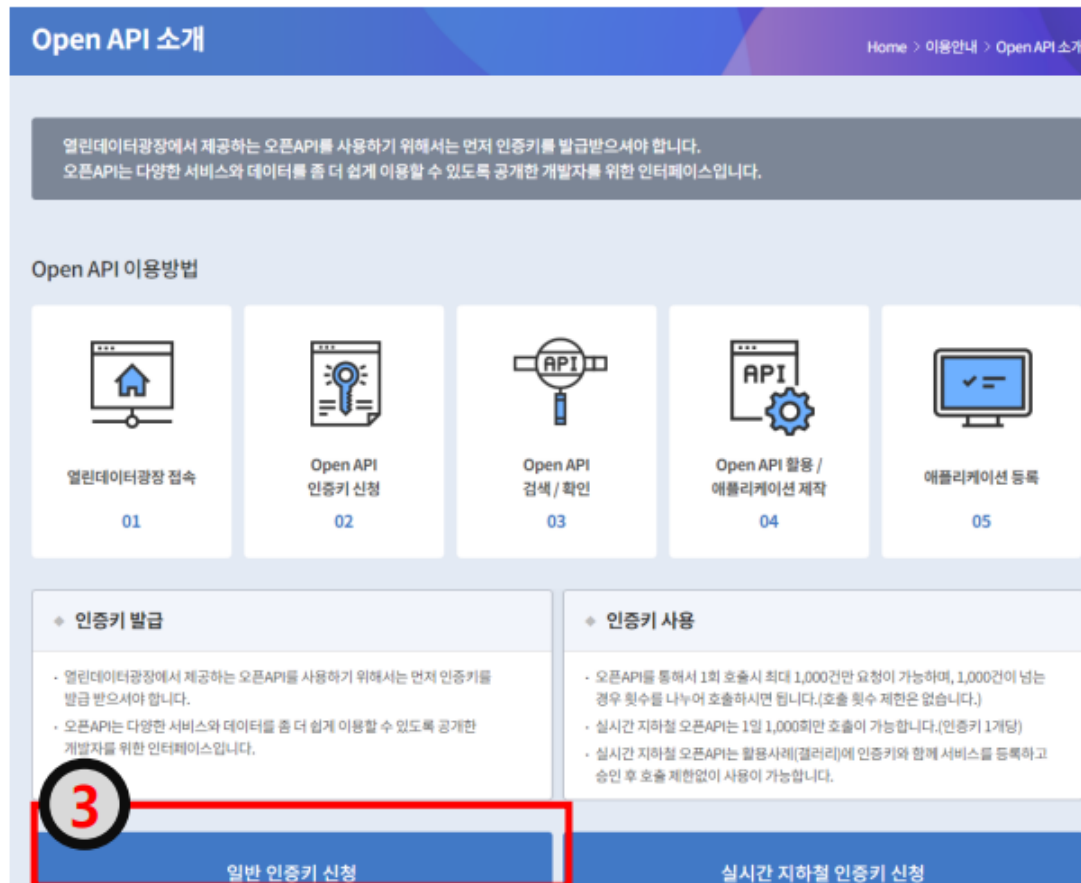 Open API 소개
Home > 이용안내 > Open API 소개
열린데이터광장에서 제공하는 오픈API를 사용하기 위해서는 먼저 인증키를 발급받으셔야 합니다.
오픈API는 다양한 서비스와 데이터를 좀 더 쉽게 이용할 수 있도록 공개한 개발자를 위한 인터페이스입니다.
Open API 이용방법
API
API
열린데이터광장 접속
01
Open API
인증키 신청
02
Open API
검색 / 확인
03
Open API 활용 /
애플리케이션 제작
04
애플리케이션 등록
05
인증키 발급
· 열린데이터광장에서 제공하는 오픈API를 사용하기 위해서는 먼저 인증키를
발급 받으셔야 합니다.
· 오픈API는 다양한 서비스와 데이터를 좀 더 쉽게 이용할 수 있도록 공개한
개발자를 위한 인터페이스입니다.
인증키 사용
· 오픈API를 통해서 1회 호출시 최대 1,000건만 요청이 가능하며, 1,000건이 넘는
경우 횟수를 나누어 호출하시면 됩니다.(호출 횟수 제한은 없습니다.)
· 실시간 지하철 오픈API는 1일 1,000회만 호출이 가능합니다.(인증키 1개당)
· 실시간 지하철 오픈API는 활용사례(갤러리)에 인증키와 함께 서비스를 등록하고
승인 후 호출 제한없이 사용이 가능합니다.
3
일반 인증키 신청
실시간 지하철 인증키 신청